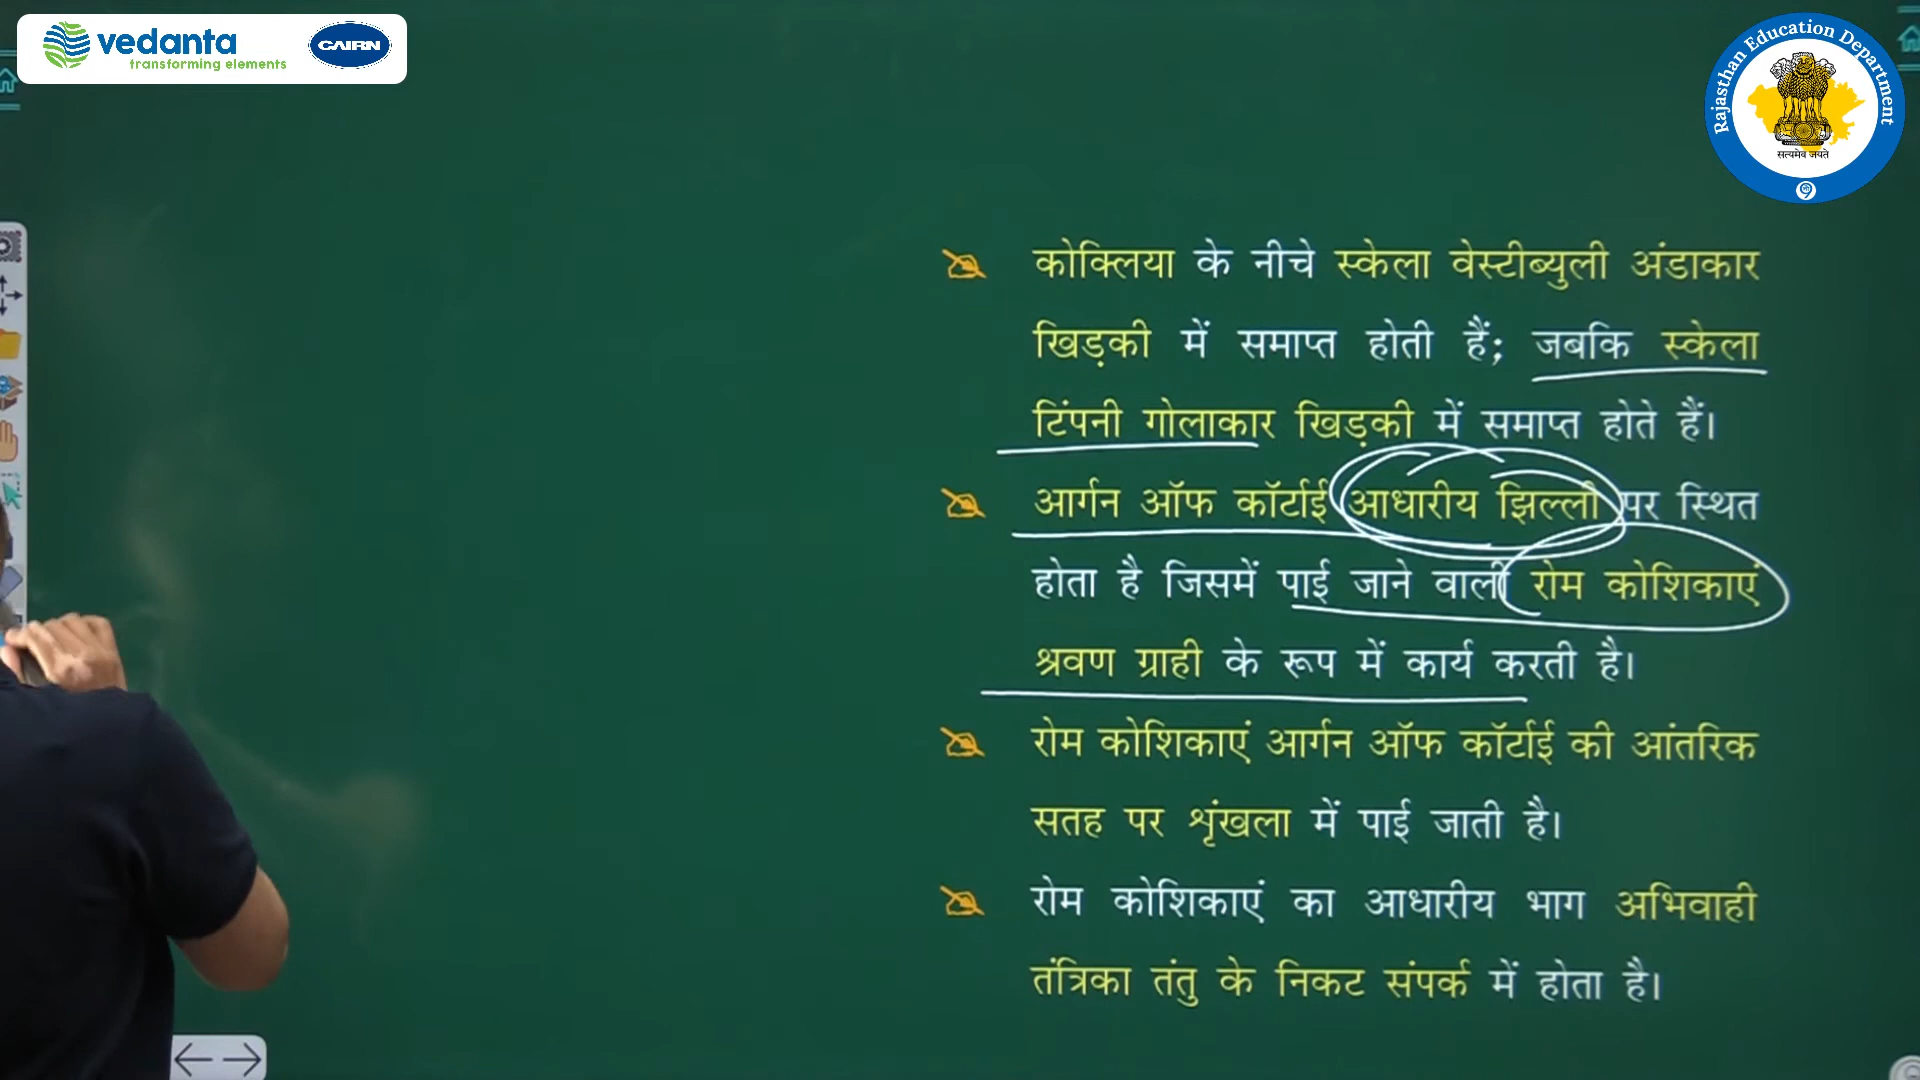 vedanta
transforming elements
CAIRN
Rajasthan Education Department
सत्यमेव जयते
कोक्लिया के नीचे स्केला वेस्टीब्युली अंडाकार
खिड़की में समाप्त होती हैं; जबकि स्केला
टिंपनी गोलाकार खिड़की में समाप्त होते हैं।
आर्गन ऑफ कॉर्टाई आधारीय झिल्ली पर स्थित
होता है जिसमें पाई जाने वाली रोम कोशिकाएं
श्रवण ग्राही के रूप में कार्य करती है।
रोम कोशिकाएं आर्गन ऑफ कॉर्टाई की आंतरिक
सतह पर शृंखला में पाई जाती है।
रोम कोशिकाएं का आधारीय भाग अभिवाही
तंत्रिका तंतु के निकट संपर्क में होता है।